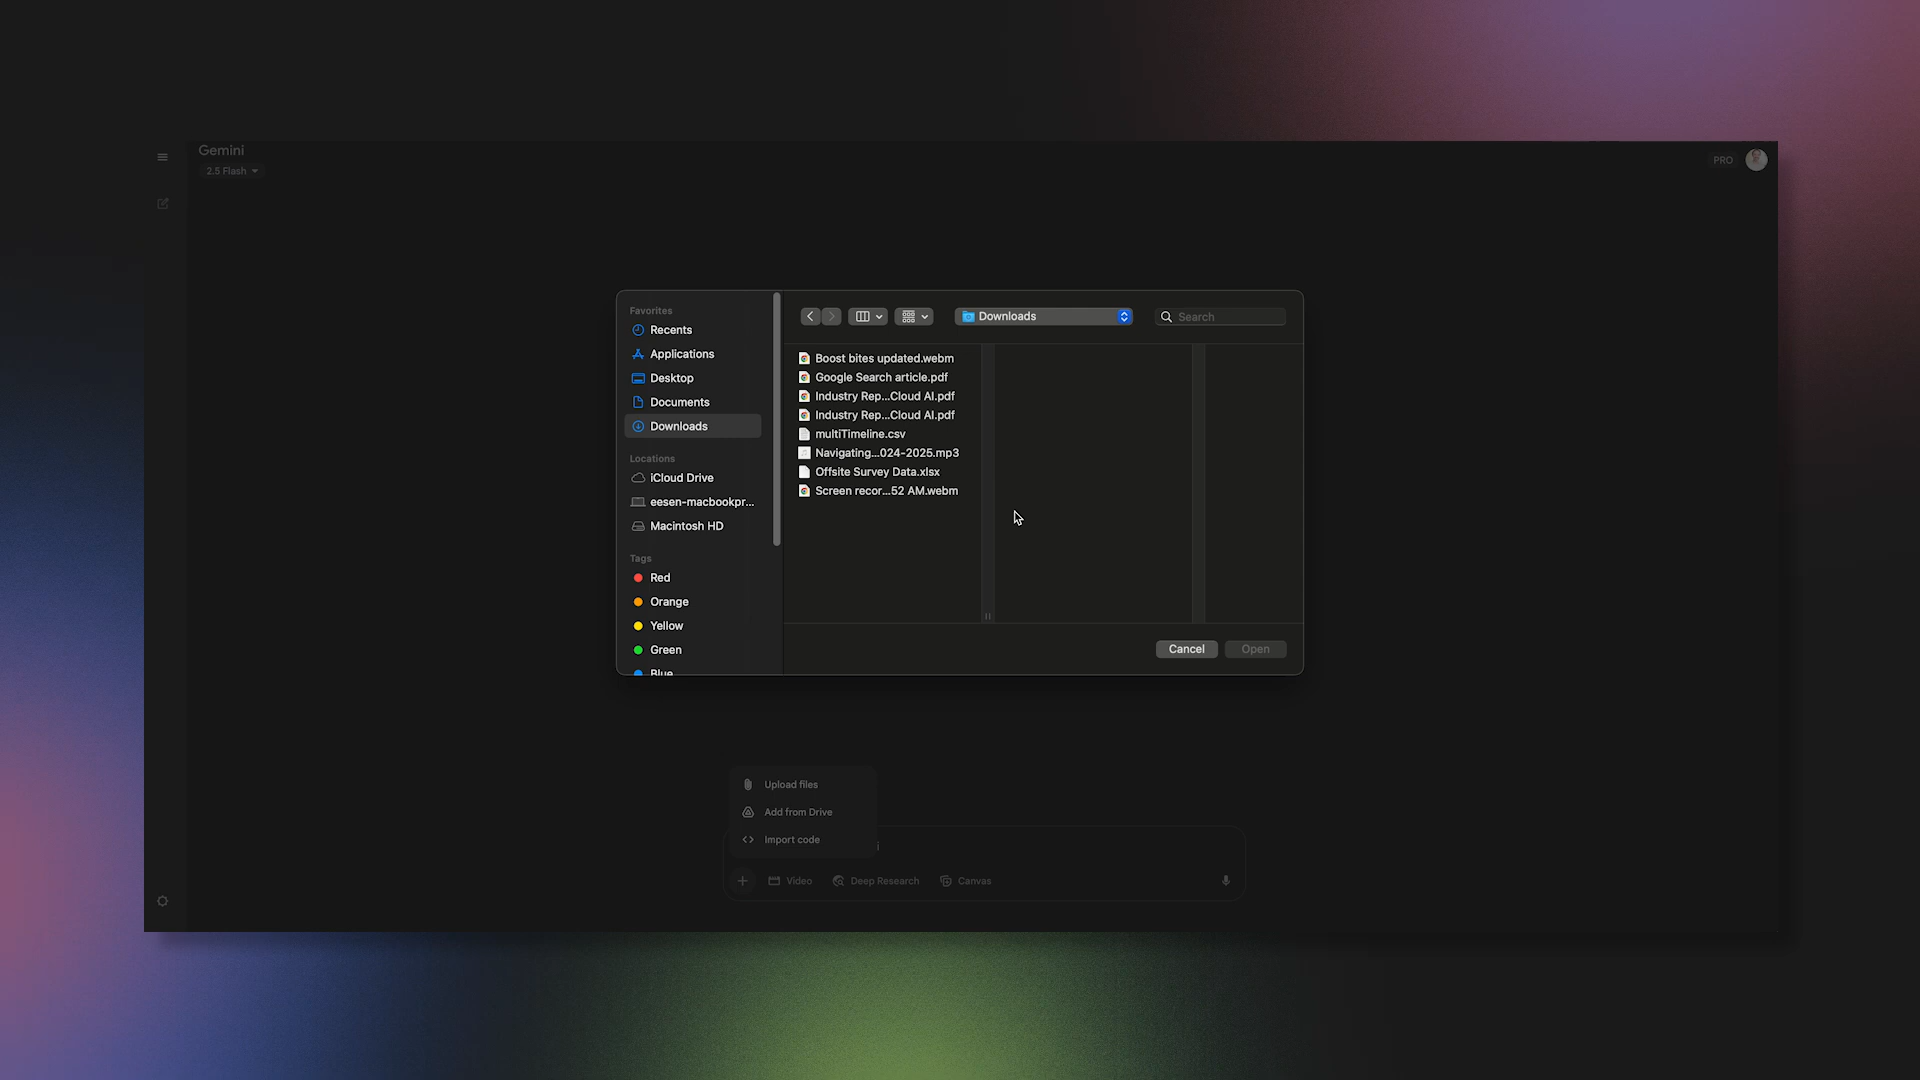 Gemini
2.5 Flash
PRO
Favorites
Recents
Applications
Desktop
Documents
Downloads
Locations
iCloud Drive
eesen-macbookpr...
Macintosh HD
Tags
Red
Orange
Yellow
Green
Blue
Downloads
Search
Boost bites updated.webm
Google Search article.pdf
Industry Rep...Cloud AI.pdf
Industry Rep...Cloud AI.pdf
multiTimeline.csv
Navigating...024-2025.mp3
Offsite Survey Data.xlsx
Screen recor...52 AM.webm
Cancel
Open
Upload files
Add from Drive
Import code
i
Video
Deep Research
Canvas